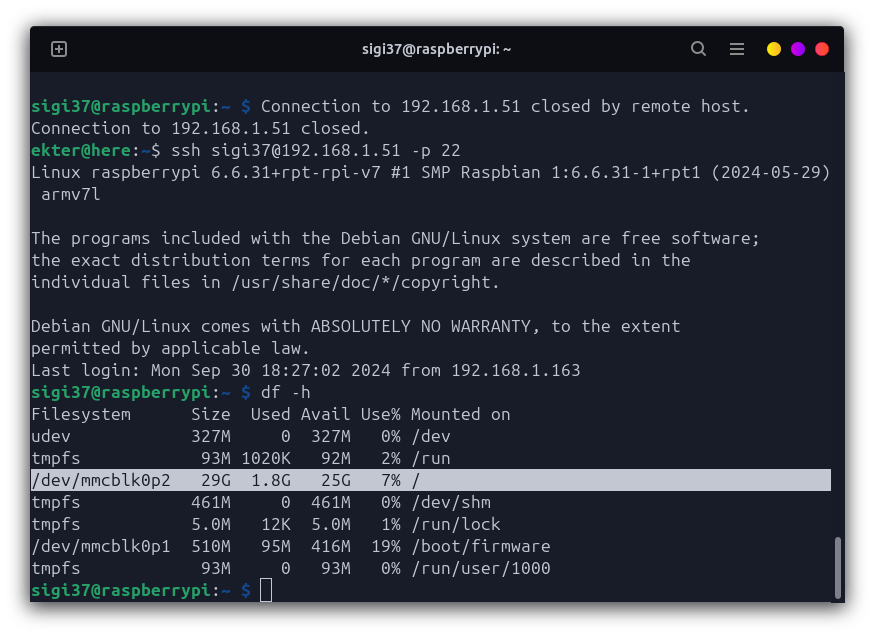 sigi37@raspberrypi: ~
sigi37@raspberrypi:~ $ Connection to 192.168.1.51 closed by remote host.
Connection to 192.168.1.51 closed.
ekter@here:~$ ssh sigi37@192.168.1.51 -p 22
Linux raspberrypi 6.6.31+rpt-rpi-v7 #1 SMP Raspbian 1:6.6.31-1+rpt1 (2024-05-29)
 armv7l
The programs included with the Debian GNU/Linux system are free software;
the exact distribution terms for each program are described in the
individual files in /usr/share/doc/*/copyright.
Debian GNU/Linux comes with ABSOLUTELY NO WARRANTY, to the extent
permitted by applicable law.
Last login: Mon Sep 30 18:27:02 2024 from 192.168.1.163
sigi37@raspberrypi:~ $ df -h
Filesystem      Size  Used Avail Use% Mounted on
udev            327M     0  327M   0% /dev
tmpfs            93M 1020K   92M   2% /run
/dev/mmcblk0p2   29G  1.8G   25G   7% /
tmpfs           461M     0  461M   0% /dev/shm
tmpfs           5.0M   12K  5.0M   1% /run/lock
/dev/mmcblk0p1  510M   95M  416M  19% /boot/firmware
tmpfs            93M     0   93M   0% /run/user/1000
sigi37@raspberrypi:~ $